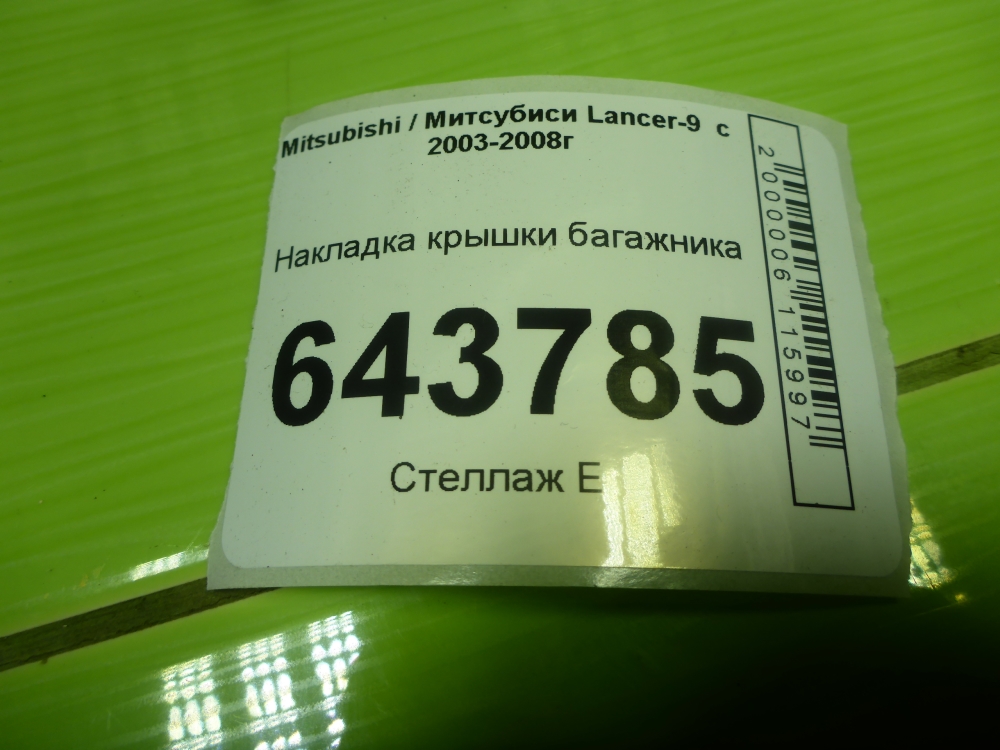 Mitsubishi / Митсубиси Lancer-9 с
2003-2008г
Накладка крышки багажника
643785
Стеллаж Е
2000006115997